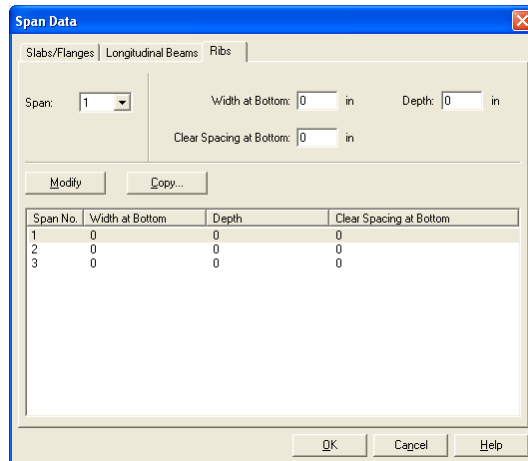 Span Data
Slabs/Flanges Longitudinal Beams Ribs
Span: 1 Width at Bottom: 0 in Depth: 0 in
Clear Spacing at Bottom: 0 in
Modify Copy...
Span No. Width at Bottom Depth Clear Spacing at Bottom
1 0 0 0
2 0 0 0
3 0 0 0
OK Cancel Help